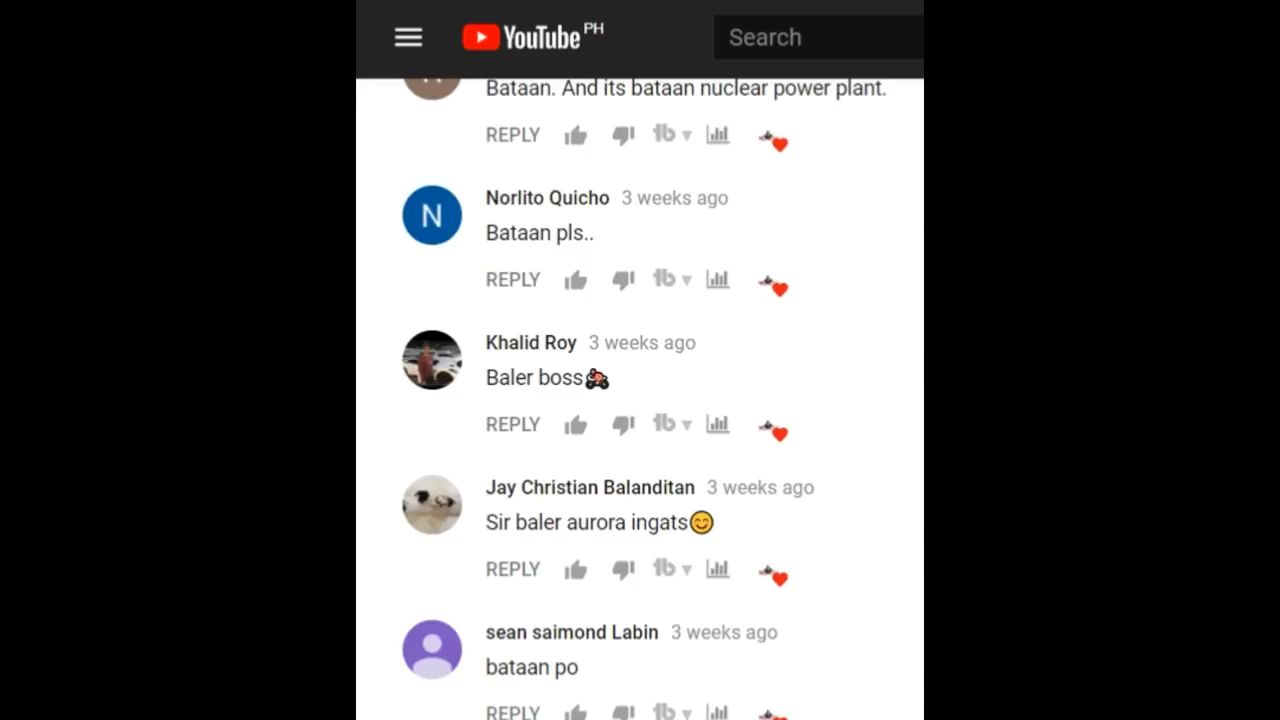 YouTube PH
Search
Bataan. And its bataan nuclear power plant.
REPLY
Norlito Quicho 3 weeks ago
Bataan pls..
REPLY
Khalid Roy 3 weeks ago
Baler boss
REPLY
Jay Christian Balanditan 3 weeks ago
Sir baler aurora ingats😊
REPLY
sean saimond Labin 3 weeks ago
bataan po
REPLY